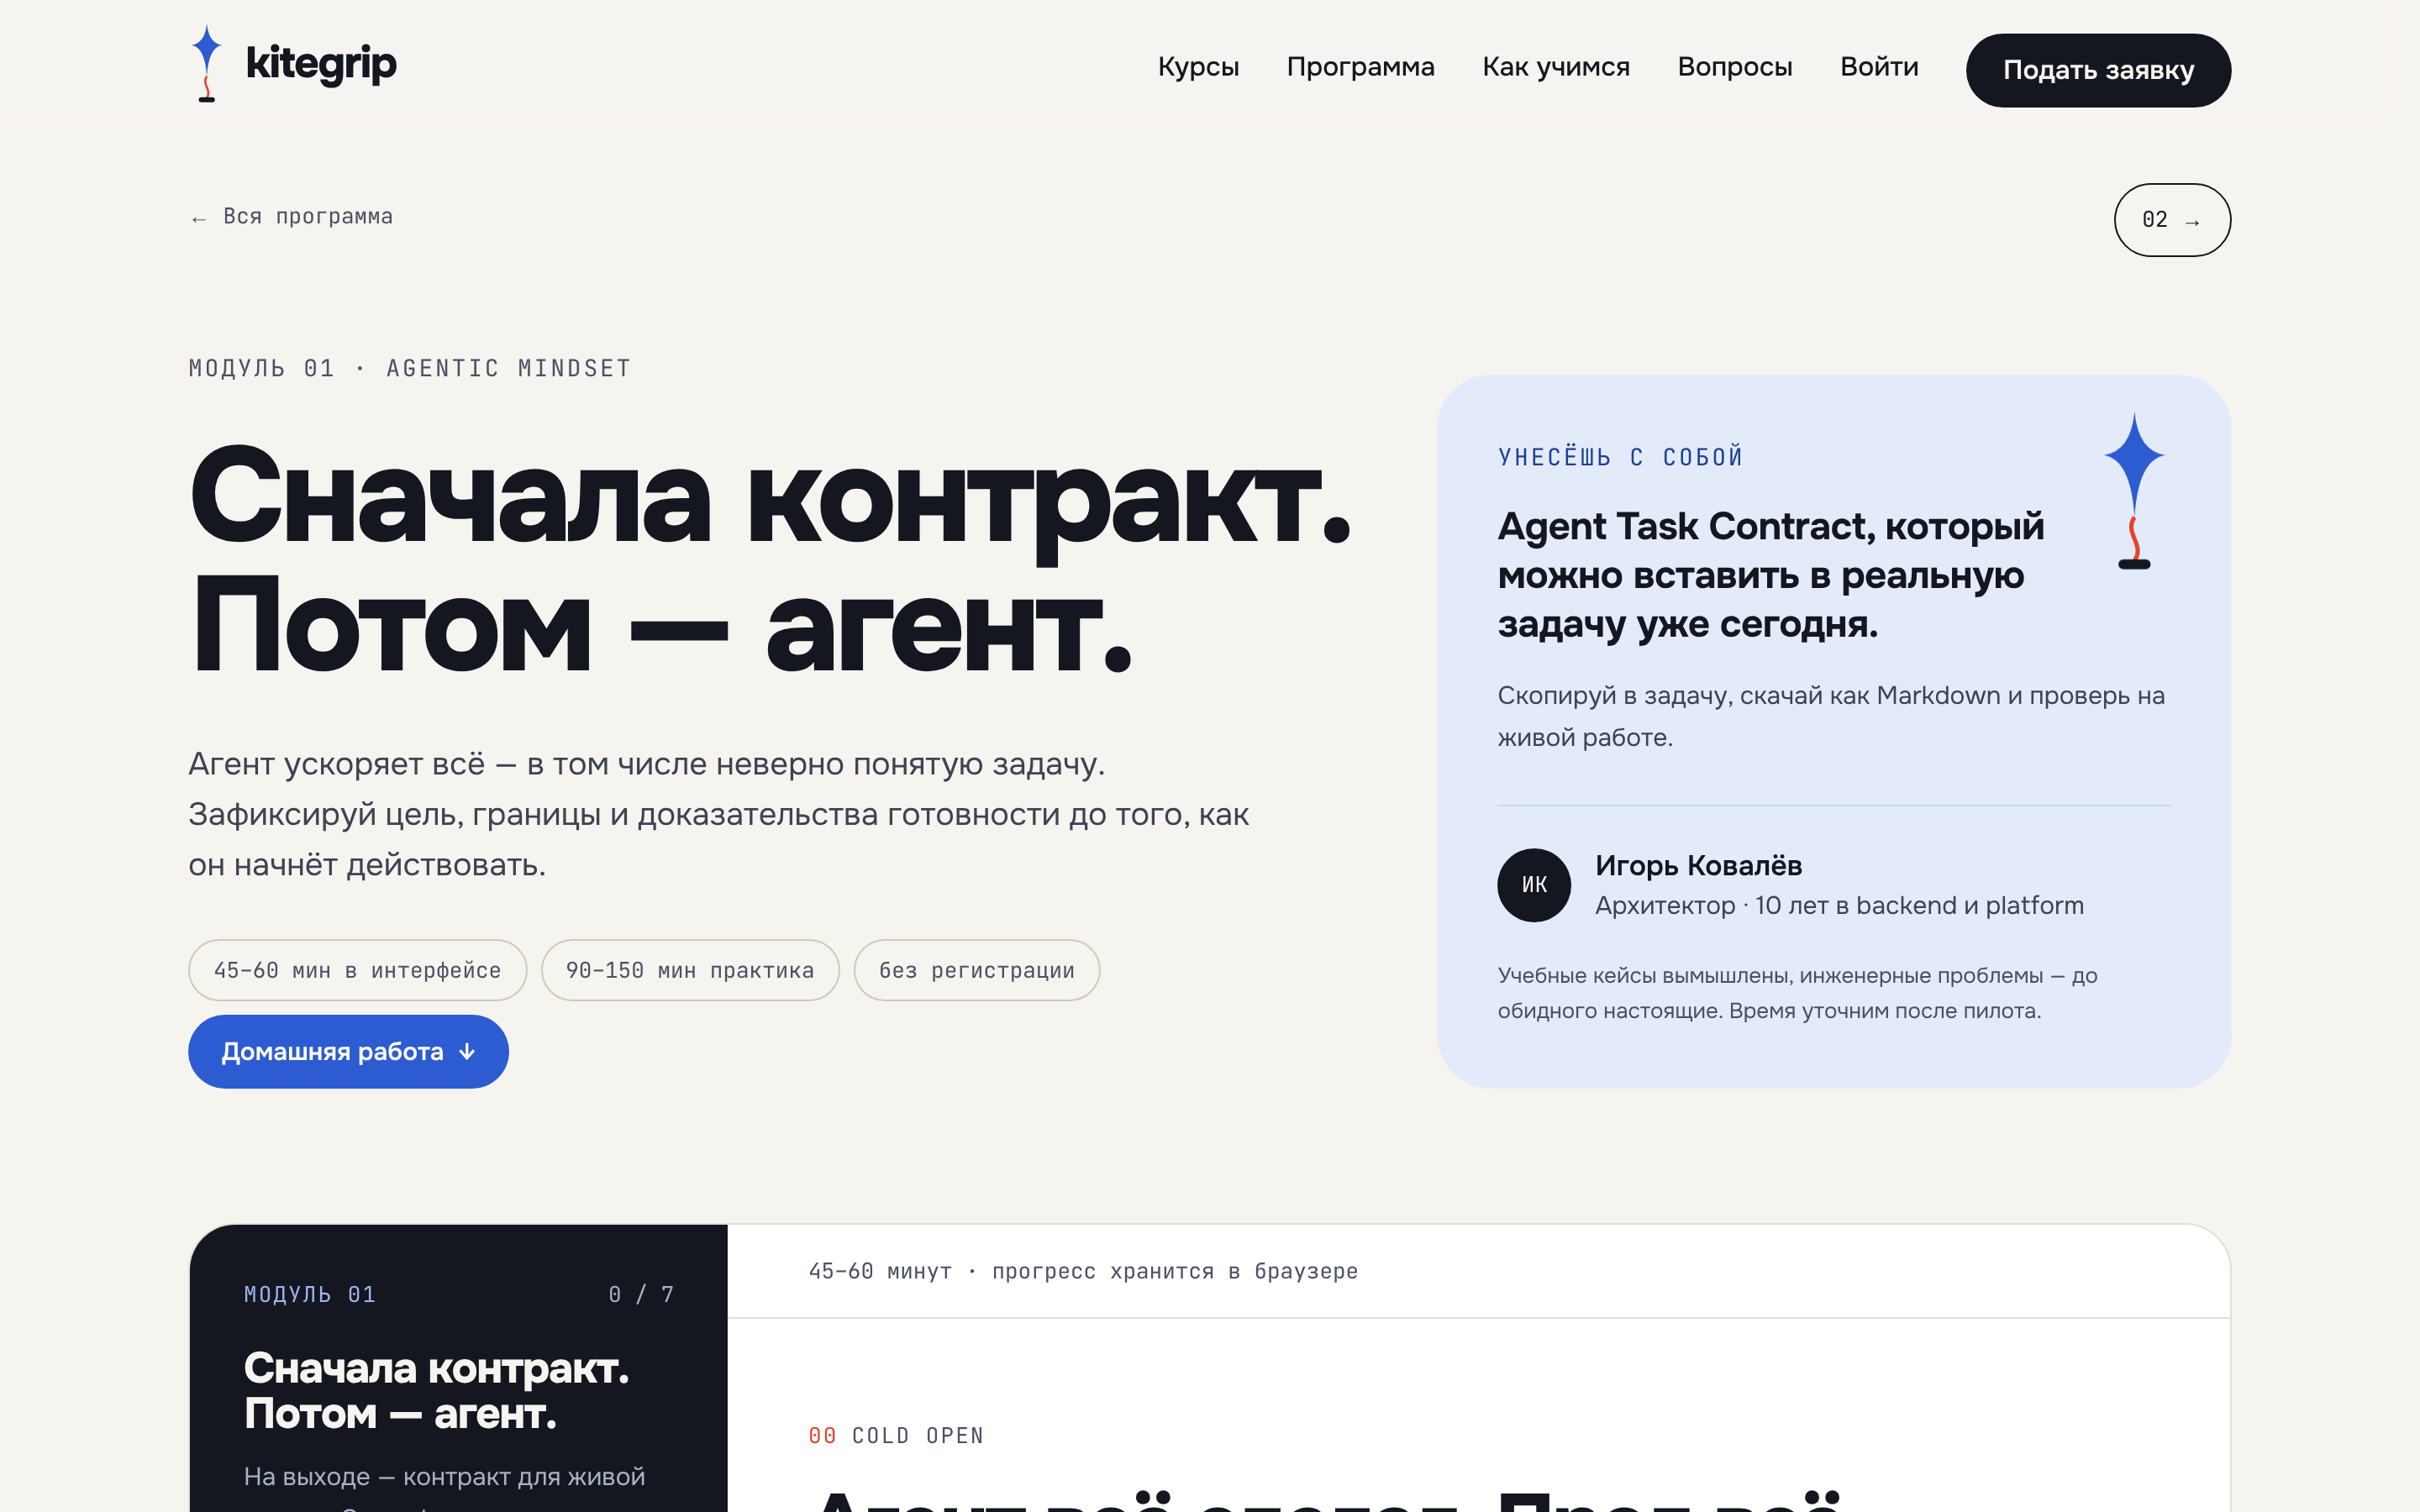 kitegrip
Курсы
Программа
Как учимся
Вопросы
Войти
Подать заявку
← Вся программа
02 →
МОДУЛЬ 01 · AGENTIC MINDSET
Сначала контракт.
Потом — агент.
Агент ускоряет всё — в том числе неверно понятую задачу.
Зафиксируй цель, границы и доказательства готовности до того, как
он начнёт действовать.
45–60 мин в интерфейсе
90–150 мин практика
без регистрации
Домашняя работа ↓
УНЕСЁШЬ С СОБОЙ
Agent Task Contract, который
можно вставить в реальную
задачу уже сегодня.
Скопируй в задачу, скачай как Markdown и проверь на
живой работе.
ИК
Игорь Ковалёв
Архитектор · 10 лет в backend и platform
Учебные кейсы вымышлены, инженерные проблемы — до
обидного настоящие. Время уточним после пилота.
МОДУЛЬ 01
0 / 7
Сначала контракт.
Потом — агент.
На выходе — контракт для живой
45–60 минут · прогресс хранится в браузере
00 COLD OPEN